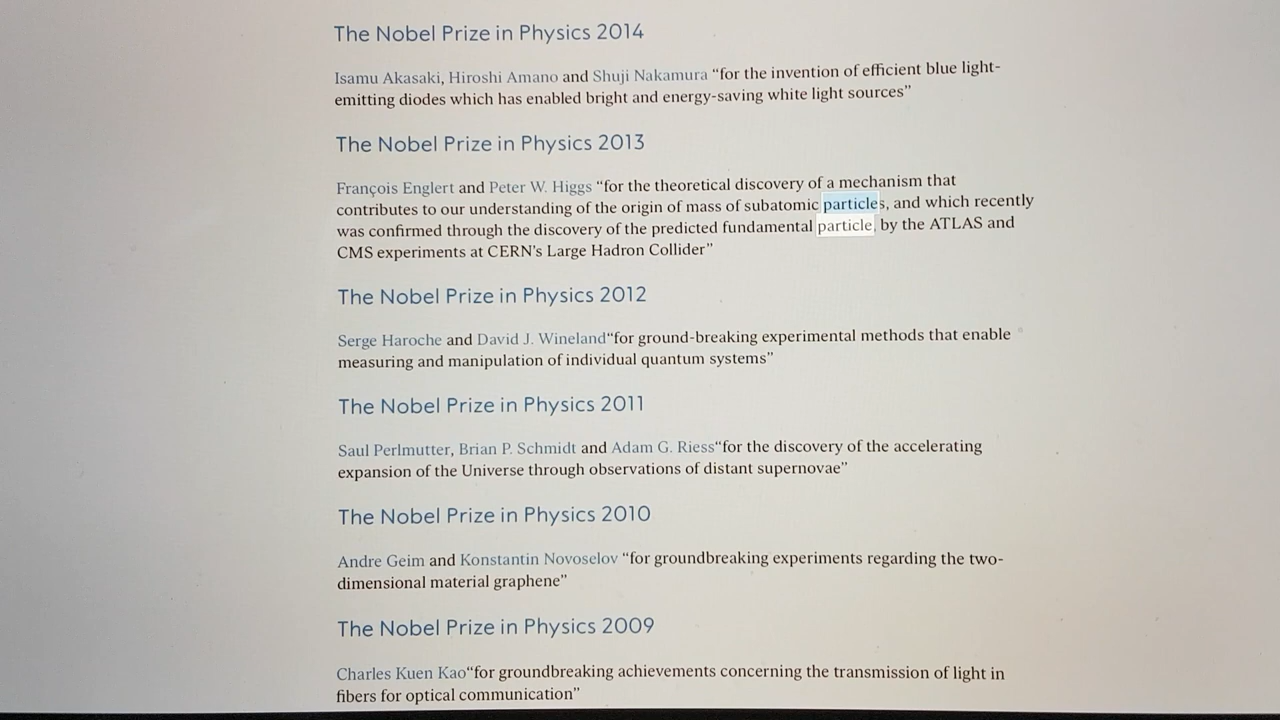 The Nobel Prize in Physics 2014
Isamu Akasaki, Hiroshi Amano and Shuji Nakamura “for the invention of efficient blue light-
emitting diodes which has enabled bright and energy-saving white light sources”
The Nobel Prize in Physics 2013
François Englert and Peter W. Higgs “for the theoretical discovery of a mechanism that
contributes to our understanding of the origin of mass of subatomic particles, and which recently
was confirmed through the discovery of the predicted fundamental particle, by the ATLAS and
CMS experiments at CERN’s Large Hadron Collider”
The Nobel Prize in Physics 2012
Serge Haroche and David J. Wineland“for ground-breaking experimental methods that enable
measuring and manipulation of individual quantum systems”
The Nobel Prize in Physics 2011
Saul Perlmutter, Brian P. Schmidt and Adam G. Riess“for the discovery of the accelerating
expansion of the Universe through observations of distant supernovae”
The Nobel Prize in Physics 2010
Andre Geim and Konstantin Novoselov “for groundbreaking experiments regarding the two-
dimensional material graphene”
The Nobel Prize in Physics 2009
Charles Kuen Kao“for groundbreaking achievements concerning the transmission of light in
fibers for optical communication”